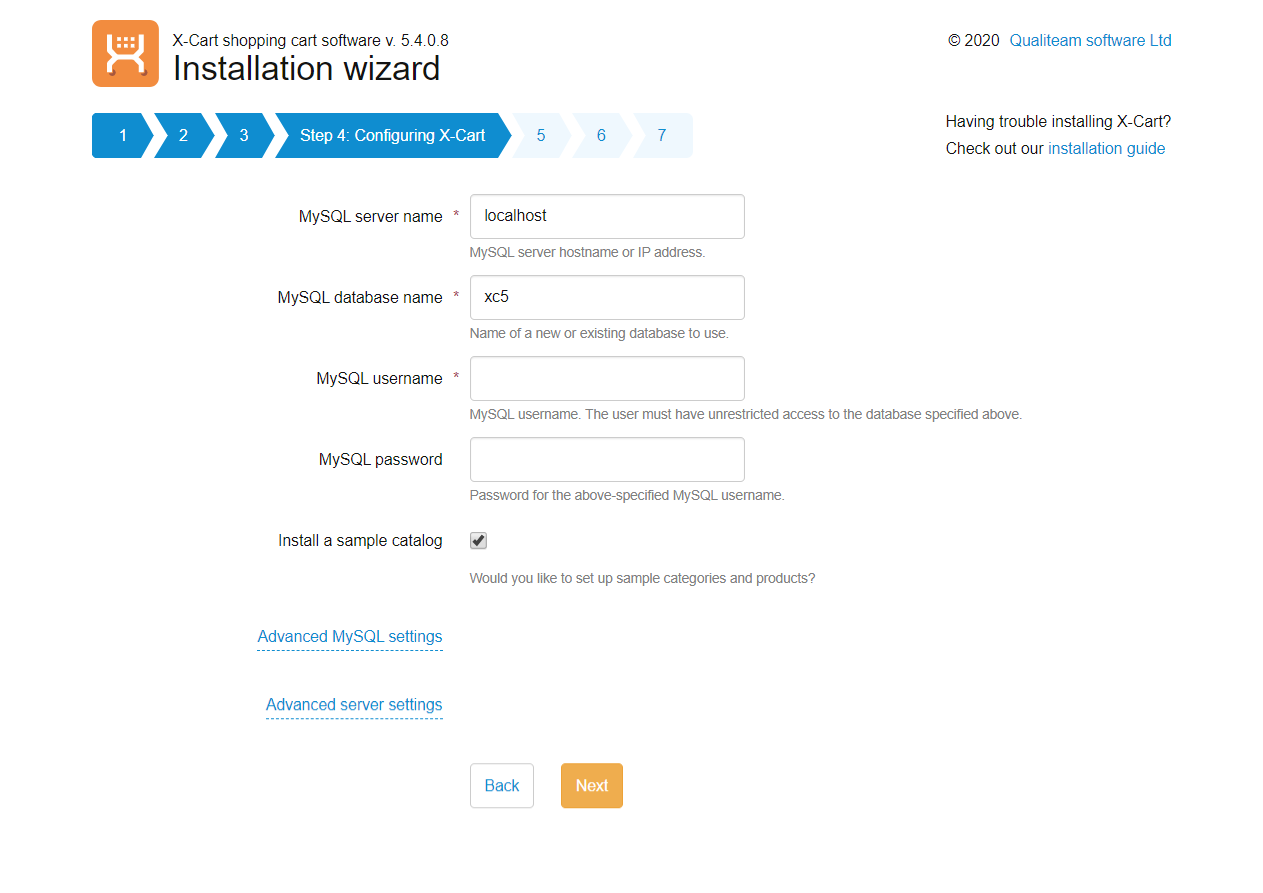 X-Cart shopping cart software v. 5.4.0.8
Installation wizard
© 2020 Qualiteam software Ltd
1 2 3 Step 4: Configuring X-Cart 5 6 7
Having trouble installing X-Cart?
Check out our installation guide
MySQL server name * localhost
MySQL server hostname or IP address.
MySQL database name * xc5
Name of a new or existing database to use.
MySQL username *
MySQL username. The user must have unrestricted access to the database specified above.
MySQL password
Password for the above-specified MySQL username.
Install a sample catalog
Would you like to set up sample categories and products?
Advanced MySQL settings
Advanced server settings
Back Next